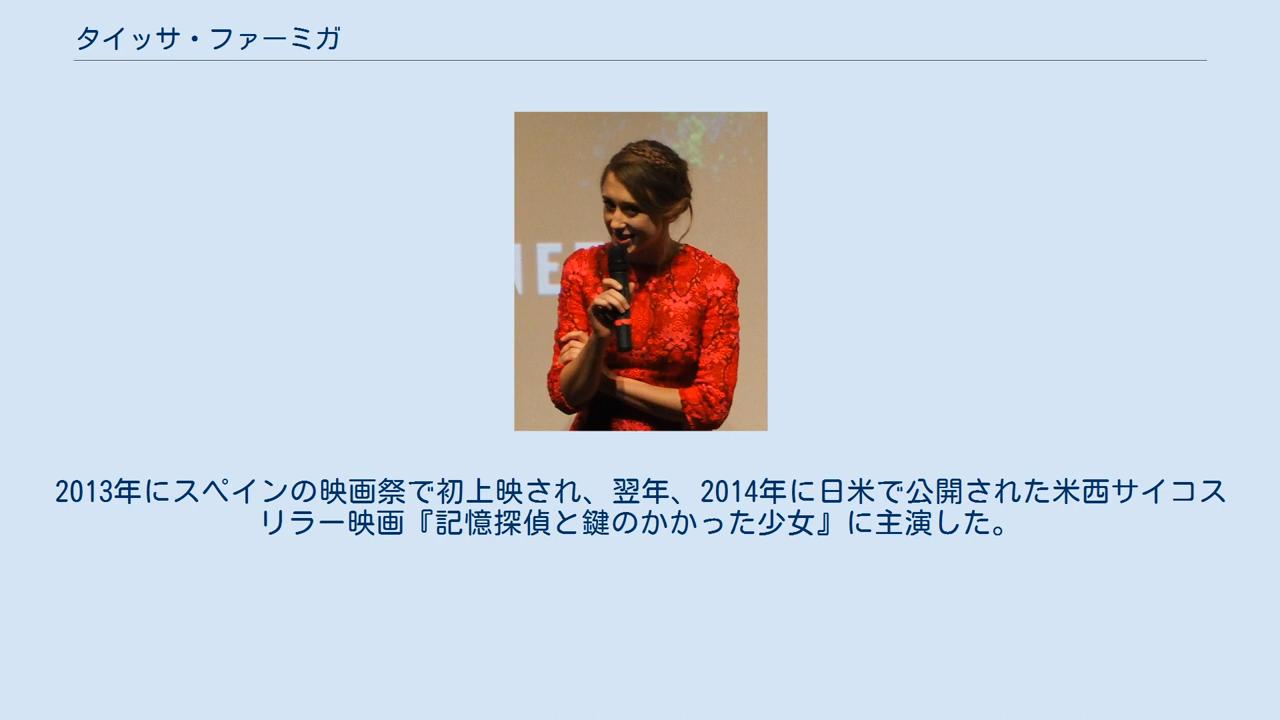 タイッサ・ファーミガ
NE
2013年にスペインの映画祭で初上映され、翌年、2014年に日米で公開された米西サイコス
リラー映画『記憶探偵と鍵のかかった少女』に主演した。